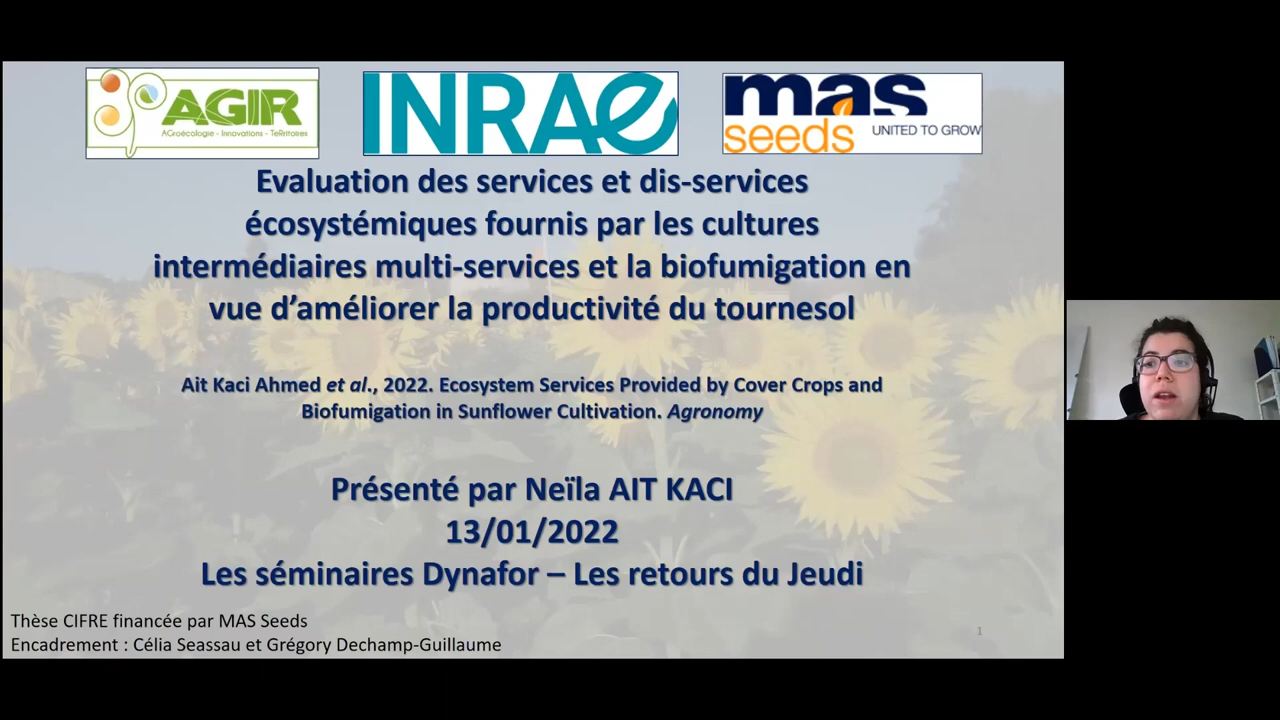 AGIR
AGroécologie - Innovations - TeRritoires
INRAE
mas
seeds
UNITED TO GROW
Evaluation des services et dis-services
écosystémiques fournis par les cultures
intermédiaires multi-services et la biofumigation en
vue d’améliorer la productivité du tournesol
Ait Kaci Ahmed et al., 2022. Ecosystem Services Provided by Cover Crops and
Biofumigation in Sunflower Cultivation. Agronomy
Présenté par Neïla AIT KACI
13/01/2022
Les séminaires Dynafor – Les retours du Jeudi
Thèse CIFRE financée par MAS Seeds
Encadrement : Célia Seassau et Grégory Dechamp-Guillaume
1